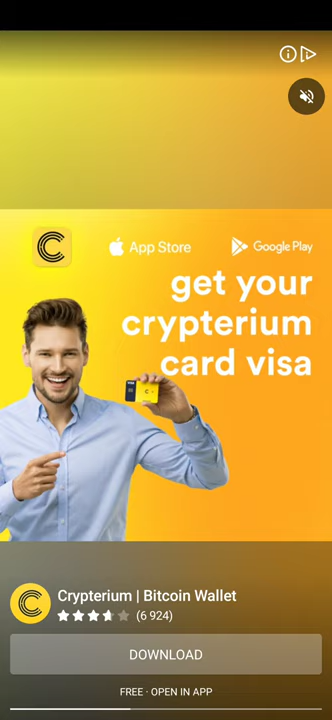 App Store
Google Play
get your
crypterium
card visa
Crypterium | Bitcoin Wallet
(6 924)
DOWNLOAD
FREE · OPEN IN APP